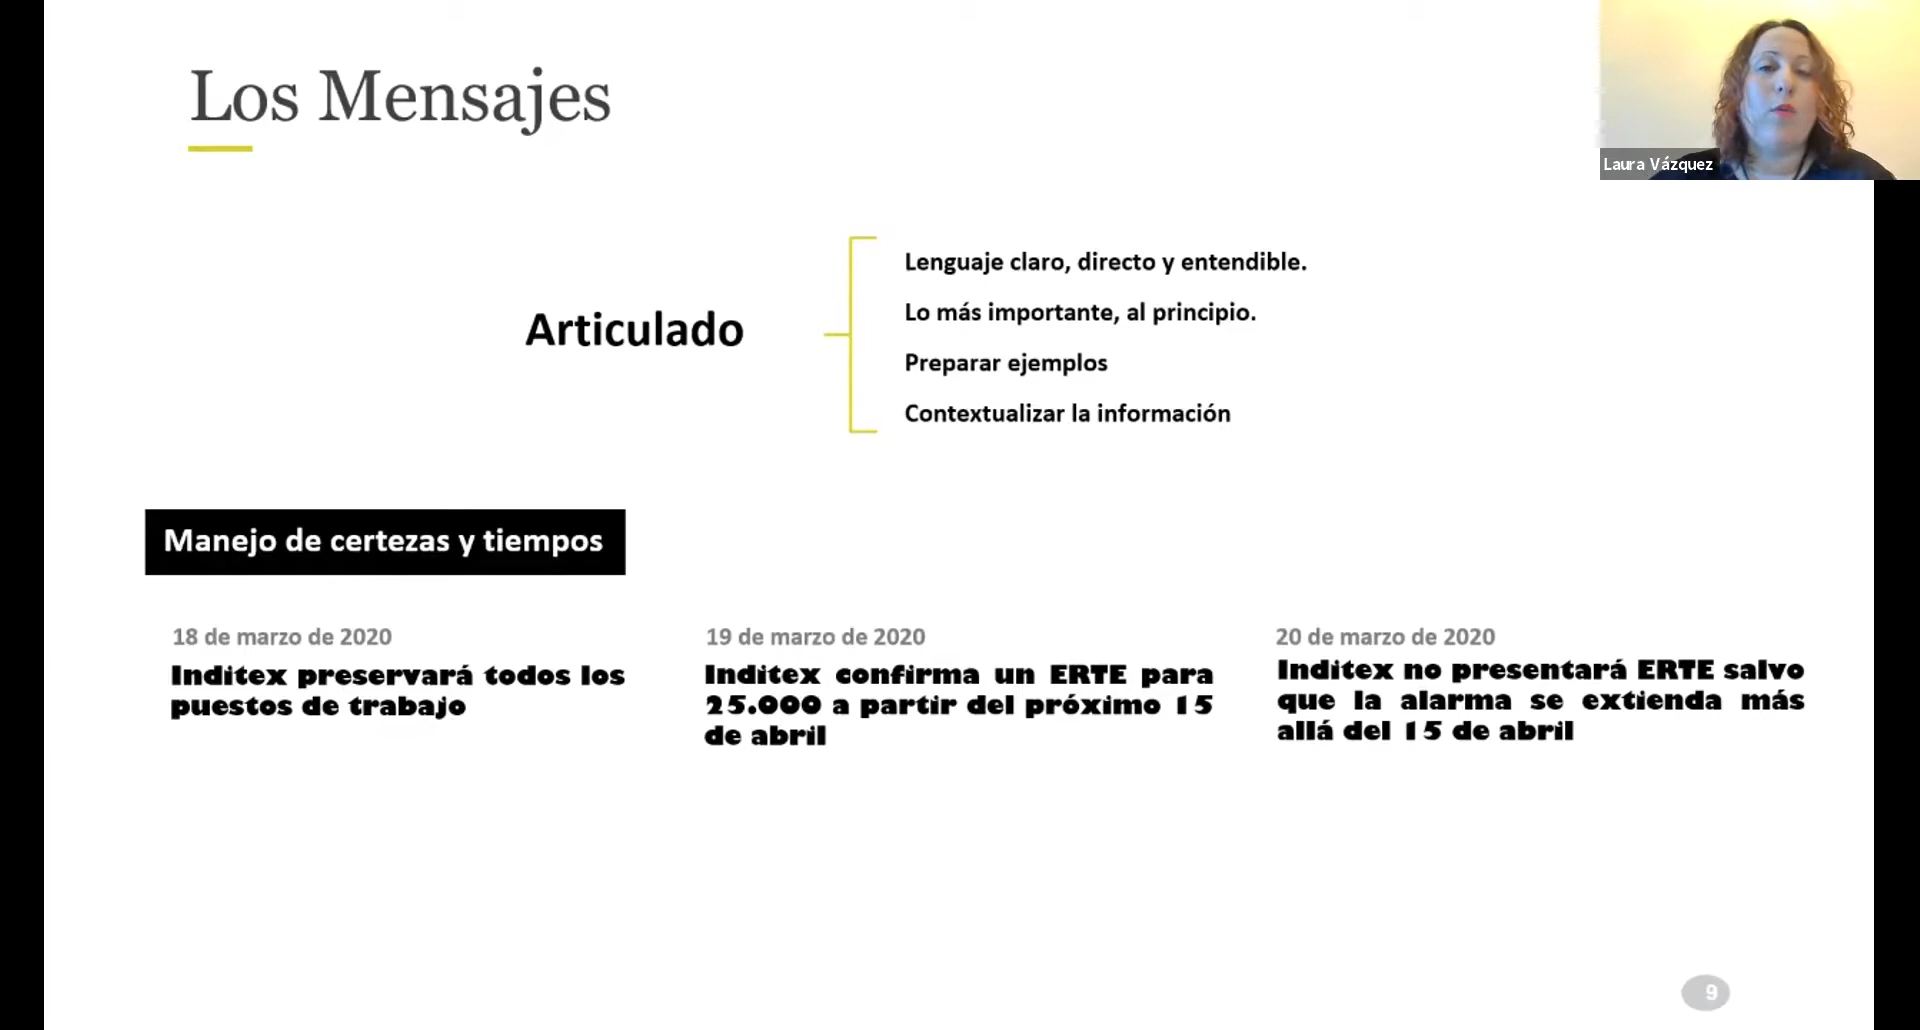 Los Mensajes
Laura Vázquez
Articulado
Lenguaje claro, directo y entendible.
Lo más importante, al principio.
Preparar ejemplos
Contextualizar la información
Manejo de certezas y tiempos
18 de marzo de 2020
Inditex preservará todos los
puestos de trabajo
19 de marzo de 2020
Inditex confirma un ERTE para
25.000 a partir del próximo 15
de abril
20 de marzo de 2020
Inditex no presentará ERTE salvo
que la alarma se extienda más
allá del 15 de abril
9